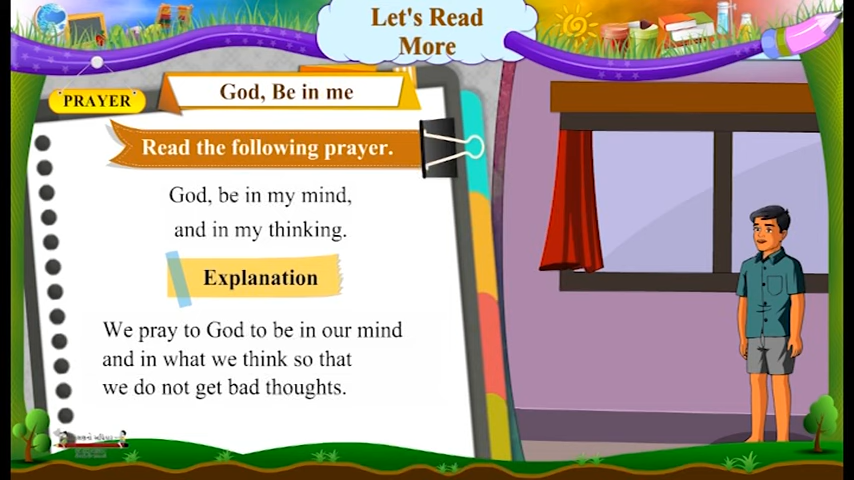 Let's Read
More
PRAYER
God, Be in me
Read the following prayer.
God, be in my mind,
and in my thinking.
Explanation
We pray to God to be in our mind
and in what we think so that
we do not get bad thoughts.